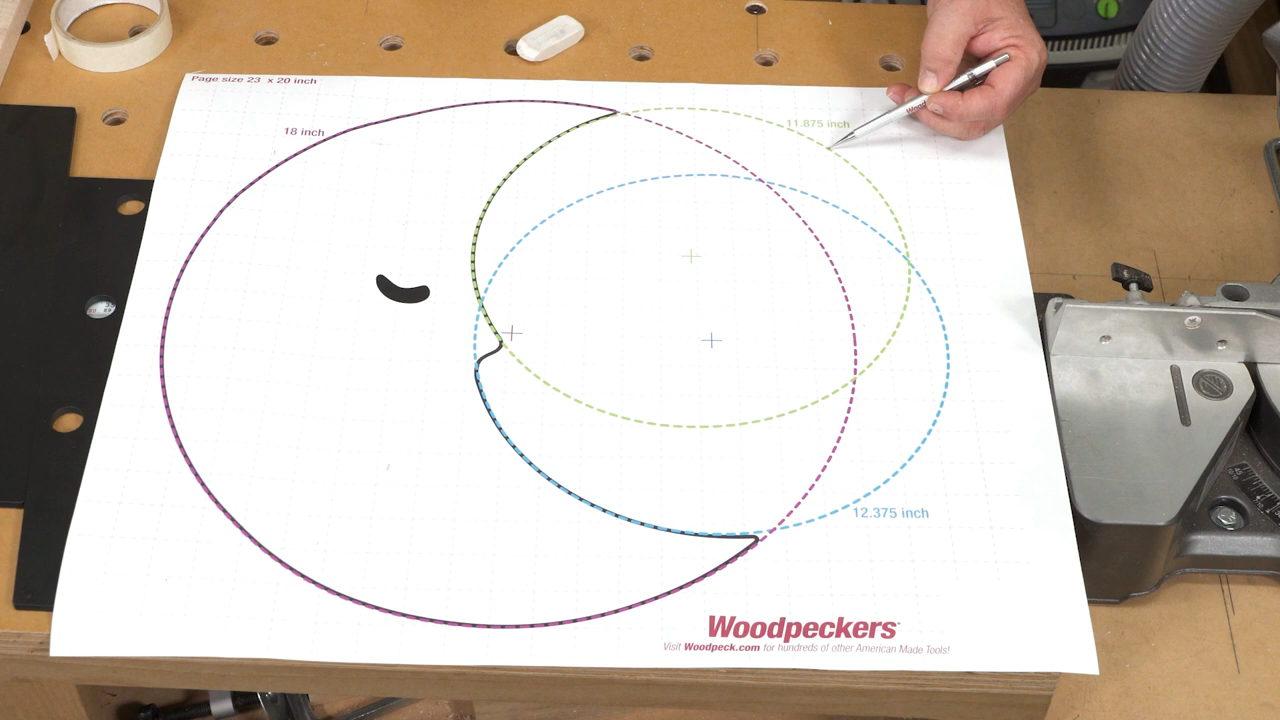 Page size 23 x 20 inch
18 inch
11.875 inch
Wood
12.375 inch
Woodpeckers
Visit Woodpeck.com for hundreds of other American Made Tools!